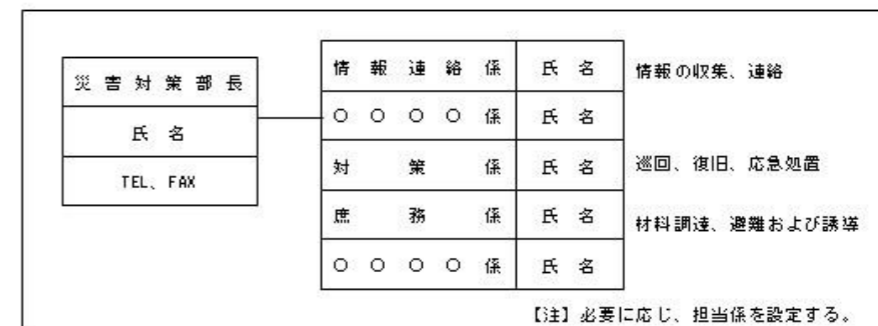 災害対策部長
氏名
TEL、FAX
情報連絡係 氏名 情報の収集、連絡
○○○○係 氏名
対策係 氏名 巡回、復旧、応急処置
庶務係 氏名 材料調達、避難および誘導
○○○○係 氏名
【注】必要に応じ、担当係を設定する。